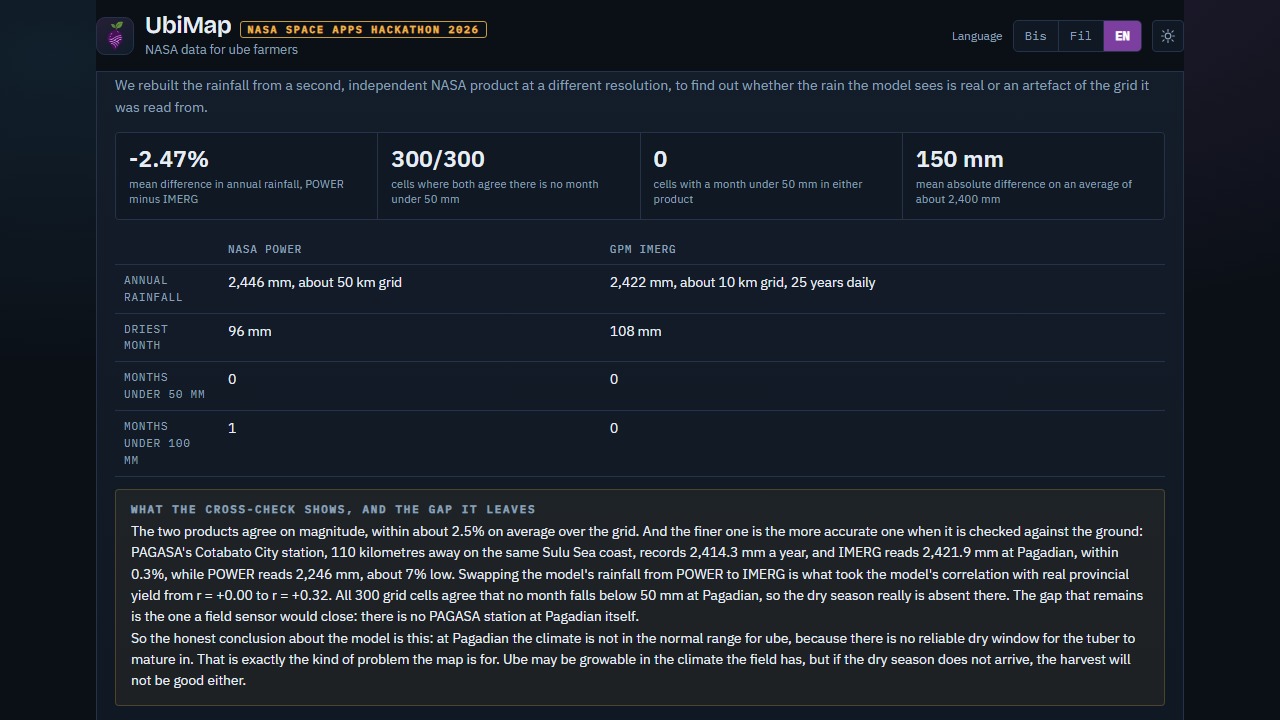 UbiMap NASA SPACE APPS HACKATHON 2026
NASA data for ube farmers
Language Bis Fil EN
We rebuilt the rainfall from a second, independent NASA product at a different resolution, to find out whether the rain the model sees is real or an artefact of the grid it
was read from.
-2.47%
mean difference in annual rainfall, POWER
minus IMERG
300/300
cells where both agree there is no month
under 50 mm
0
cells with a month under 50 mm in either
product
150 mm
mean absolute difference on an average of
about 2,400 mm
NASA POWER GPM IMERG
ANNUAL
RAINFALL
2,446 mm, about 50 km grid
2,422 mm, about 10 km grid, 25 years daily
DRIEST
MONTH
96 mm
108 mm
MONTHS
UNDER 50 MM
0
0
MONTHS
UNDER 100
MM
1
0
WHAT THE CROSS-CHECK SHOWS, AND THE GAP IT LEAVES
The two products agree on magnitude, within about 2.5% on average over the grid. And the finer one is the more accurate one when it is checked against the ground:
PAGASA's Cotabato City station, 110 kilometres away on the same Sulu Sea coast, records 2,414.3 mm a year, and IMERG reads 2,421.9 mm at Pagadian, within
0.3%, while POWER reads 2,246 mm, about 7% low. Swapping the model's rainfall from POWER to IMERG is what took the model's correlation with real provincial
yield from r = +0.00 to r = +0.32. All 300 grid cells agree that no month falls below 50 mm at Pagadian, so the dry season really is absent there. The gap that remains
is the one a field sensor would close: there is no PAGASA station at Pagadian itself.
So the honest conclusion about the model is this: at Pagadian the climate is not in the normal range for ube, because there is no reliable dry window for the tuber to
mature in. That is exactly the kind of problem the map is for. Ube may be growable in the climate the field has, but if the dry season does not arrive, the harvest will
not be good either.